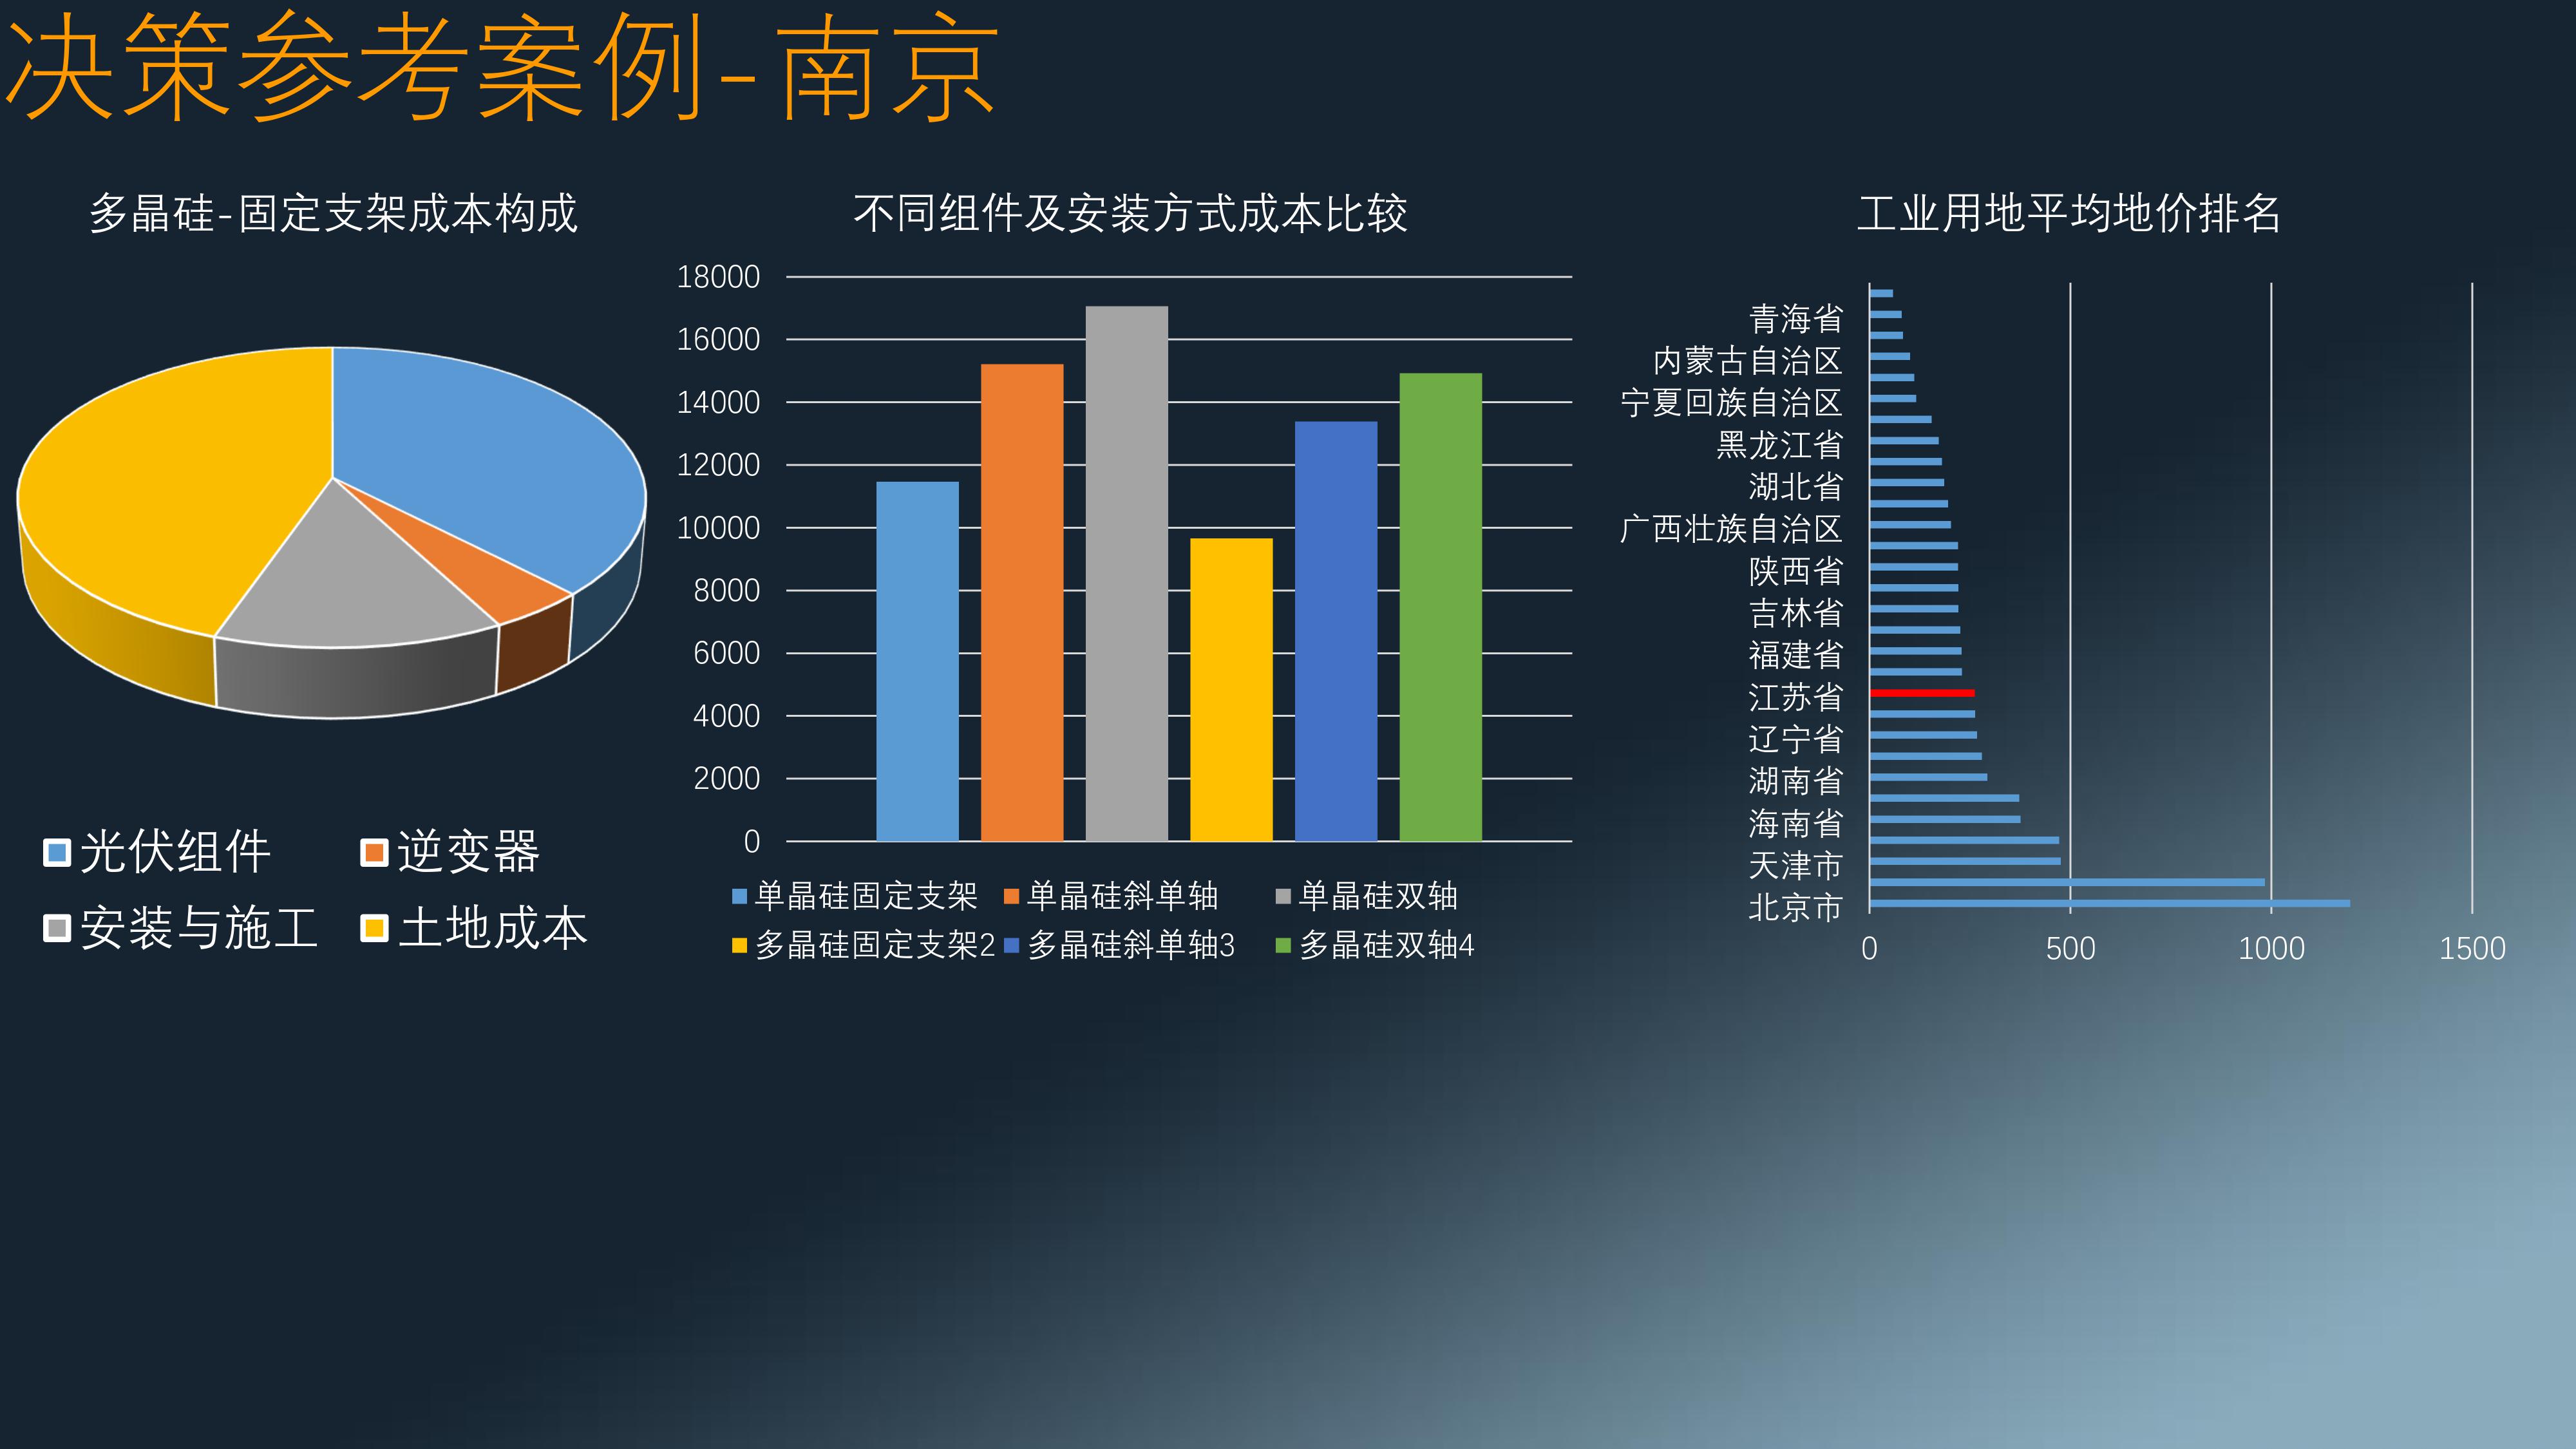 决策参考案例-南京
多晶硅-固定支架成本构成
光伏组件 逆变器
安装与施工 土地成本
不同组件及安装方式成本比较
18000
16000
14000
12000
10000
8000
6000
4000
2000
0
单晶硅固定支架 单晶硅斜单轴 单晶硅双轴
多晶硅固定支架2 多晶硅斜单轴3 多晶硅双轴4
工业用地平均地价排名
青海省
内蒙古自治区
宁夏回族自治区
黑龙江省
湖北省
广西壮族自治区
陕西省
吉林省
福建省
江苏省
辽宁省
湖南省
海南省
天津市
北京市
0 500 1000 1500